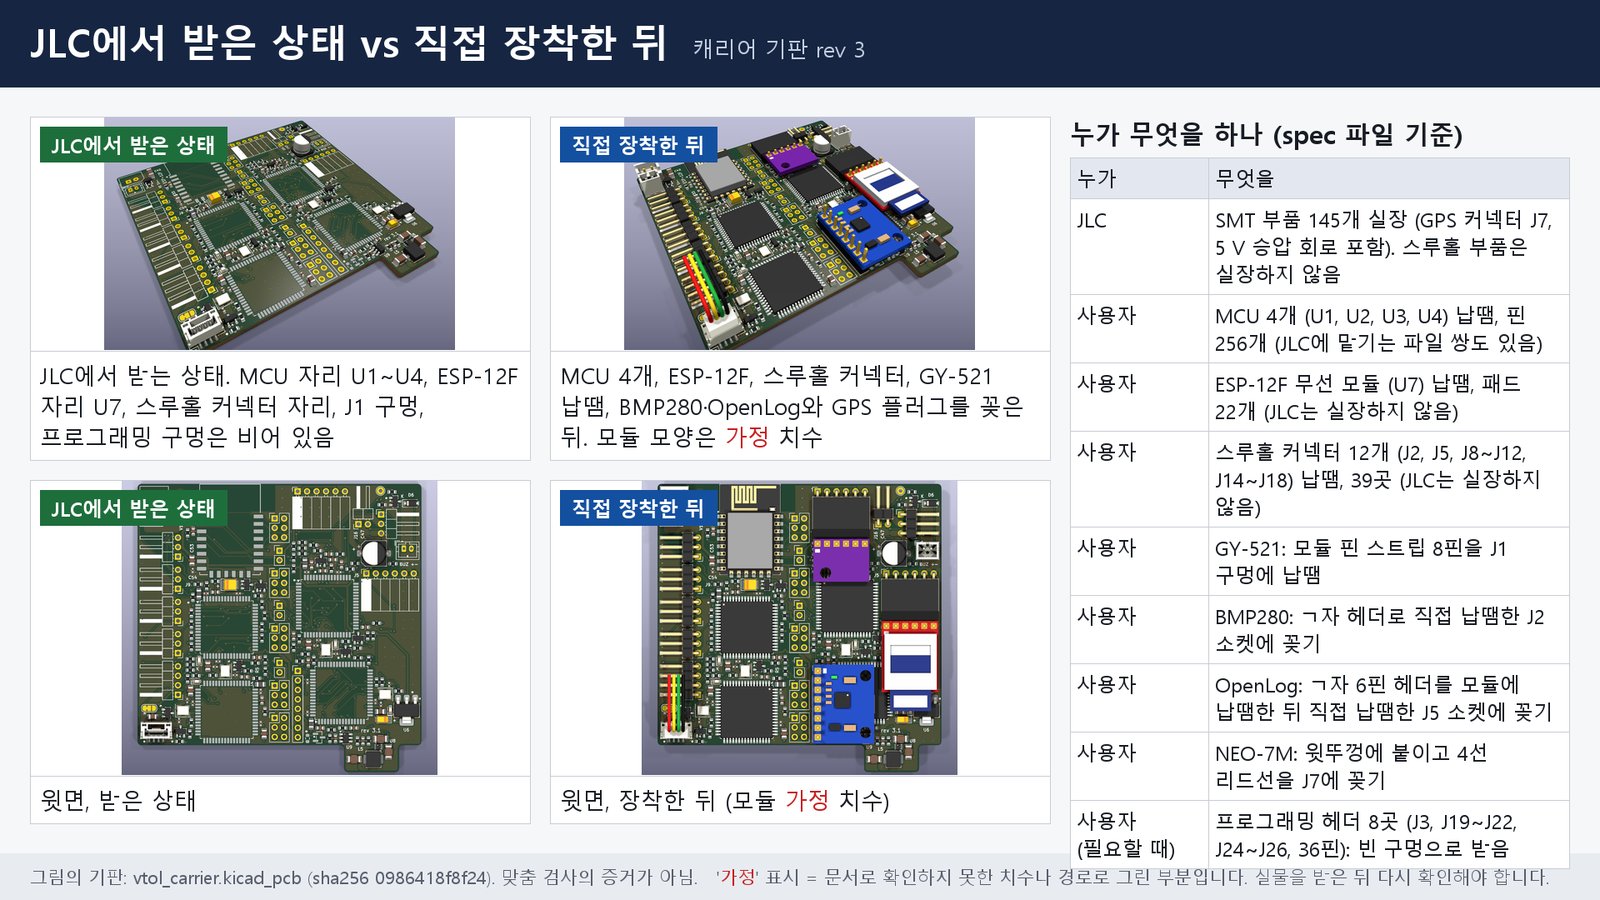 JLC에서 받은 상태 vs 직접 장착한 뒤 캐리어 기판 rev 3
JLC에서 받은 상태
JLC에서 받는 상태. MCU 자리 U1~U4, ESP-12F
자리 U7, 스루홀 커넥터 자리, J1 구멍,
프로그래밍 구멍은 비어 있음
직접 장착한 뒤
MCU 4개, ESP-12F, 스루홀 커넥터, GY-521
납땜, BMP280·OpenLog와 GPS 플러그를 꽂은
뒤. 모듈 모양은 가정 치수
JLC에서 받은 상태
rev 3.1
윗면, 받은 상태
직접 장착한 뒤
rev 3.1
윗면, 장착한 뒤 (모듈 가정 치수)
누가 무엇을 하나 (spec 파일 기준)
누가 무엇을
JLC SMT 부품 145개 실장 (GPS 커넥터 J7,
5 V 승압 회로 포함). 스루홀 부품은
실장하지 않음
사용자 MCU 4개 (U1, U2, U3, U4) 납땜, 핀
256개 (JLC에 맡기는 파일 쌍도 있음)
사용자 ESP-12F 무선 모듈 (U7) 납땜, 패드
22개 (JLC는 실장하지 않음)
사용자 스루홀 커넥터 12개 (J2, J5, J8~J12,
J14~J18) 납땜, 39곳 (JLC는 실장하지
않음)
사용자 GY-521: 모듈 핀 스트립 8핀을 J1
구멍에 납땜
사용자 BMP280: ㄱ자 헤더로 직접 납땜한 J2
소켓에 꽂기
사용자 OpenLog: ㄱ자 6핀 헤더를 모듈에
납땜한 뒤 직접 납땜한 J5 소켓에 꽂기
사용자 NEO-7M: 윗뚜껑에 붙이고 4선
리드선을 J7에 꽂기
사용자 프로그래밍 헤더 8곳 (J3, J19~J22,
(필요할 때) J24~J26, 36핀): 빈 구멍으로 받음
그림의 기판: vtol_carrier.kicad_pcb (sha256 0986418f8f24). 맞춤 검사의 증거가 아님. '가정' 표시 = 문서로 확인하지 못한 치수나 경로로 그린 부분입니다. 실물을 받은 뒤 다시 확인해야 합니다.